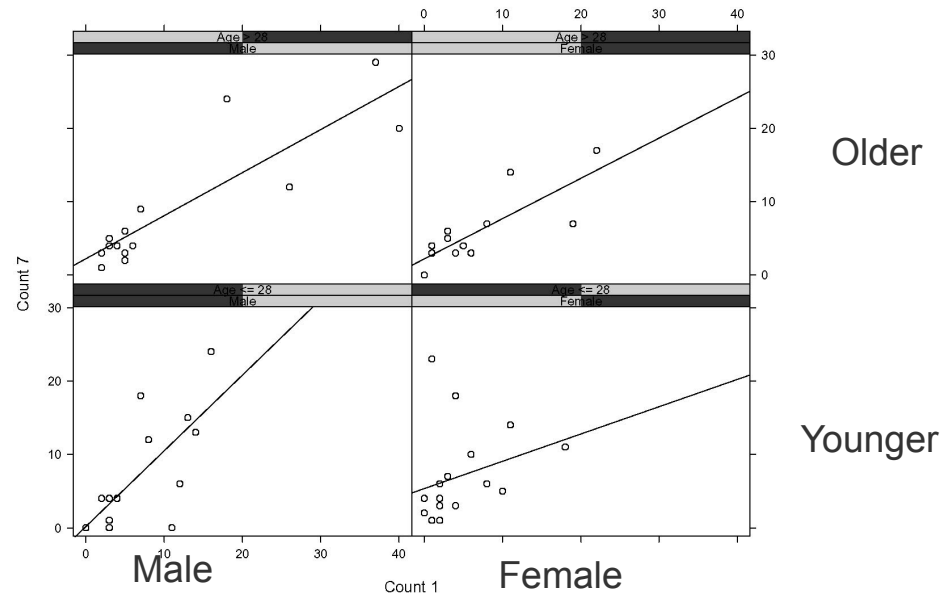 0 10 20 30 40
Age > 28 Age > 28
Male Female
30
20
10
0
Older
Count 7
Age <= 28 Age <= 28
Male Female
30
20
10
0
Younger
0 10 20 30 40
Male Female
Count 1